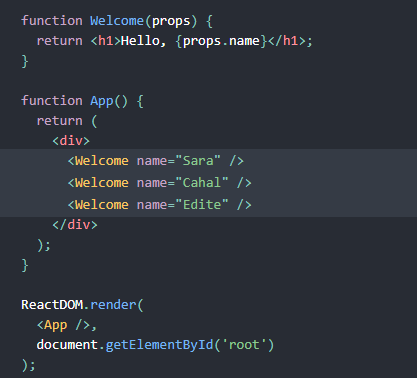 function Welcome(props) {
  return <h1>Hello, {props.name}</h1>;
}

function App() {
  return (
    <div>
      <Welcome name="Sara" />
      <Welcome name="Cahal" />
      <Welcome name="Edite" />
    </div>
  );
}

ReactDOM.render(
  <App />,
  document.getElementById('root')
);